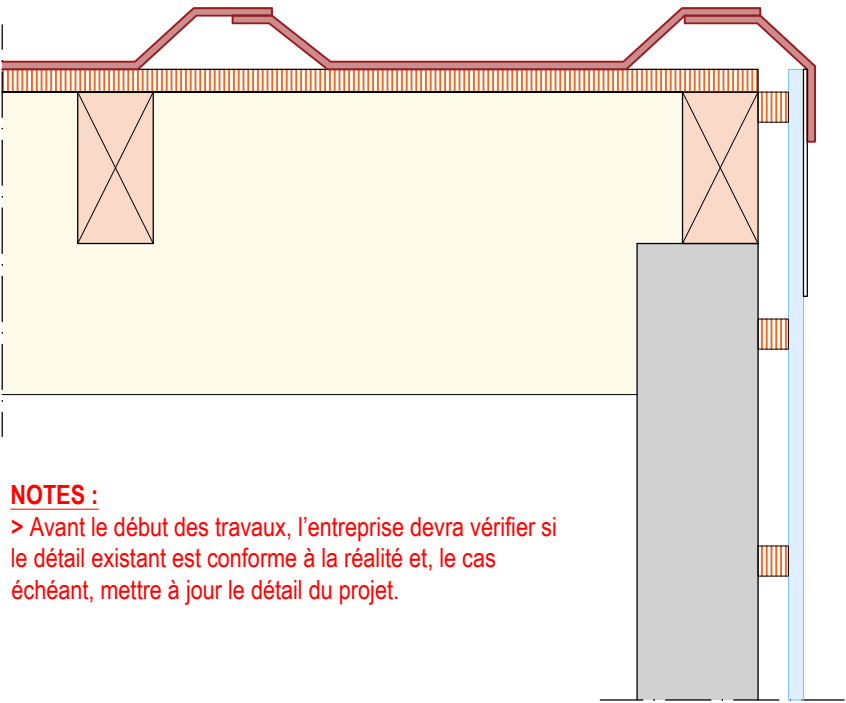 NOTES :
> Avant le début des travaux, l'entreprise devra vérifier si
le détail existant est conforme à la réalité et, le cas
échéant, mettre à jour le détail du projet.